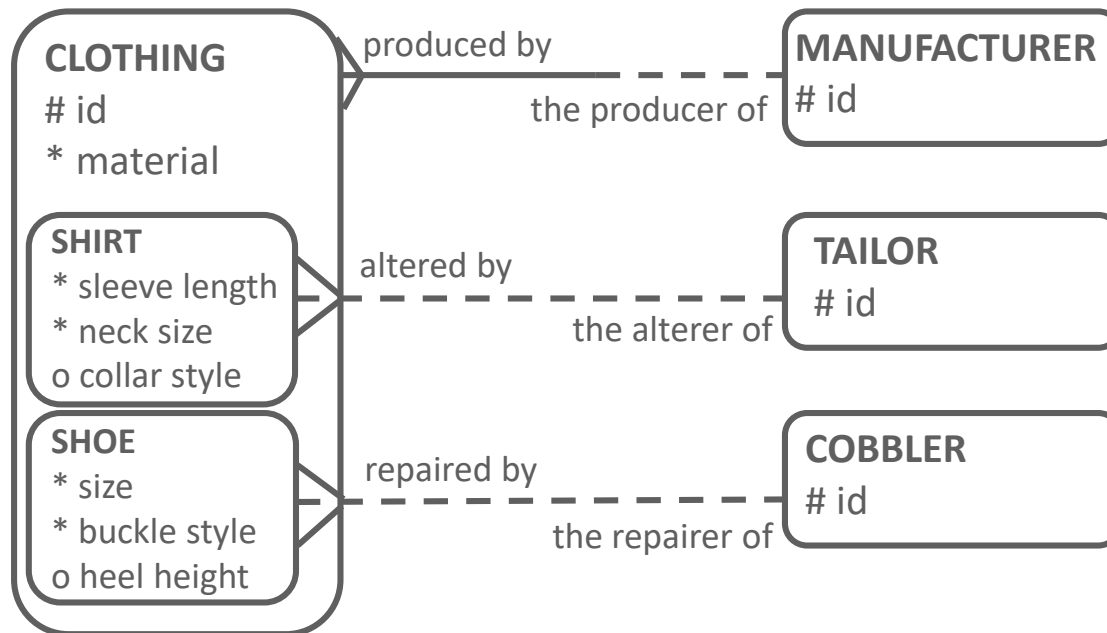 CLOTHING
# id
* material
SHIRT
* sleeve length
* neck size
o collar style
SHOE
* size
* buckle style
o heel height
produced by
the producer of
altered by
the alterer of
repaired by
the repairer of
MANUFACTURER
# id
TAILOR
# id
COBBLER
# id